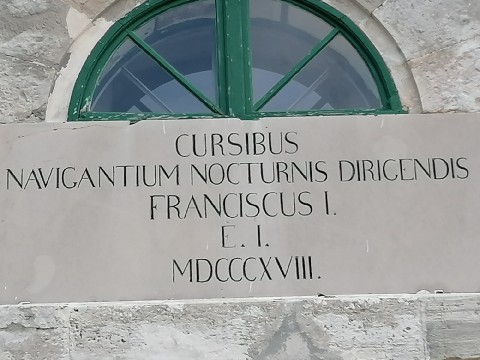 CURSIBUS
NAVIGANTIUM NOCTURNIS DIRIGENDIS
FRANCISCUS I.
E. I.
MDCCCXVIII.